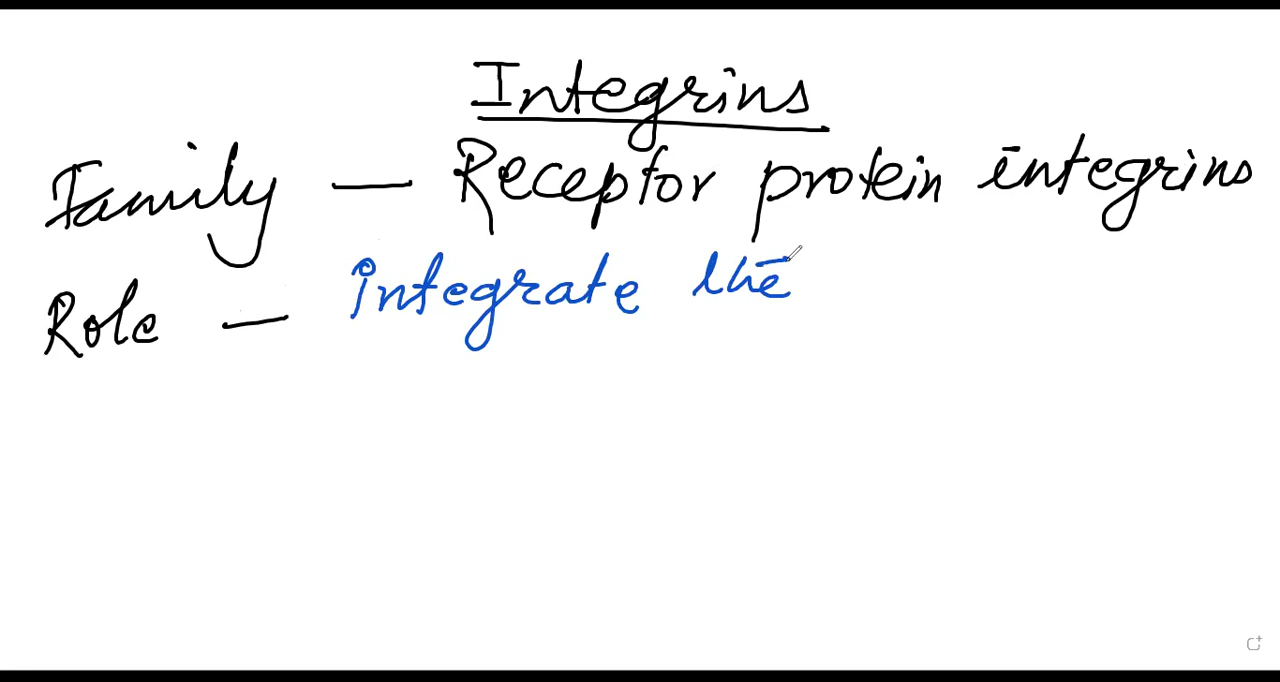 Integrins
Family — Receptor protein integrins
Role — integrate the